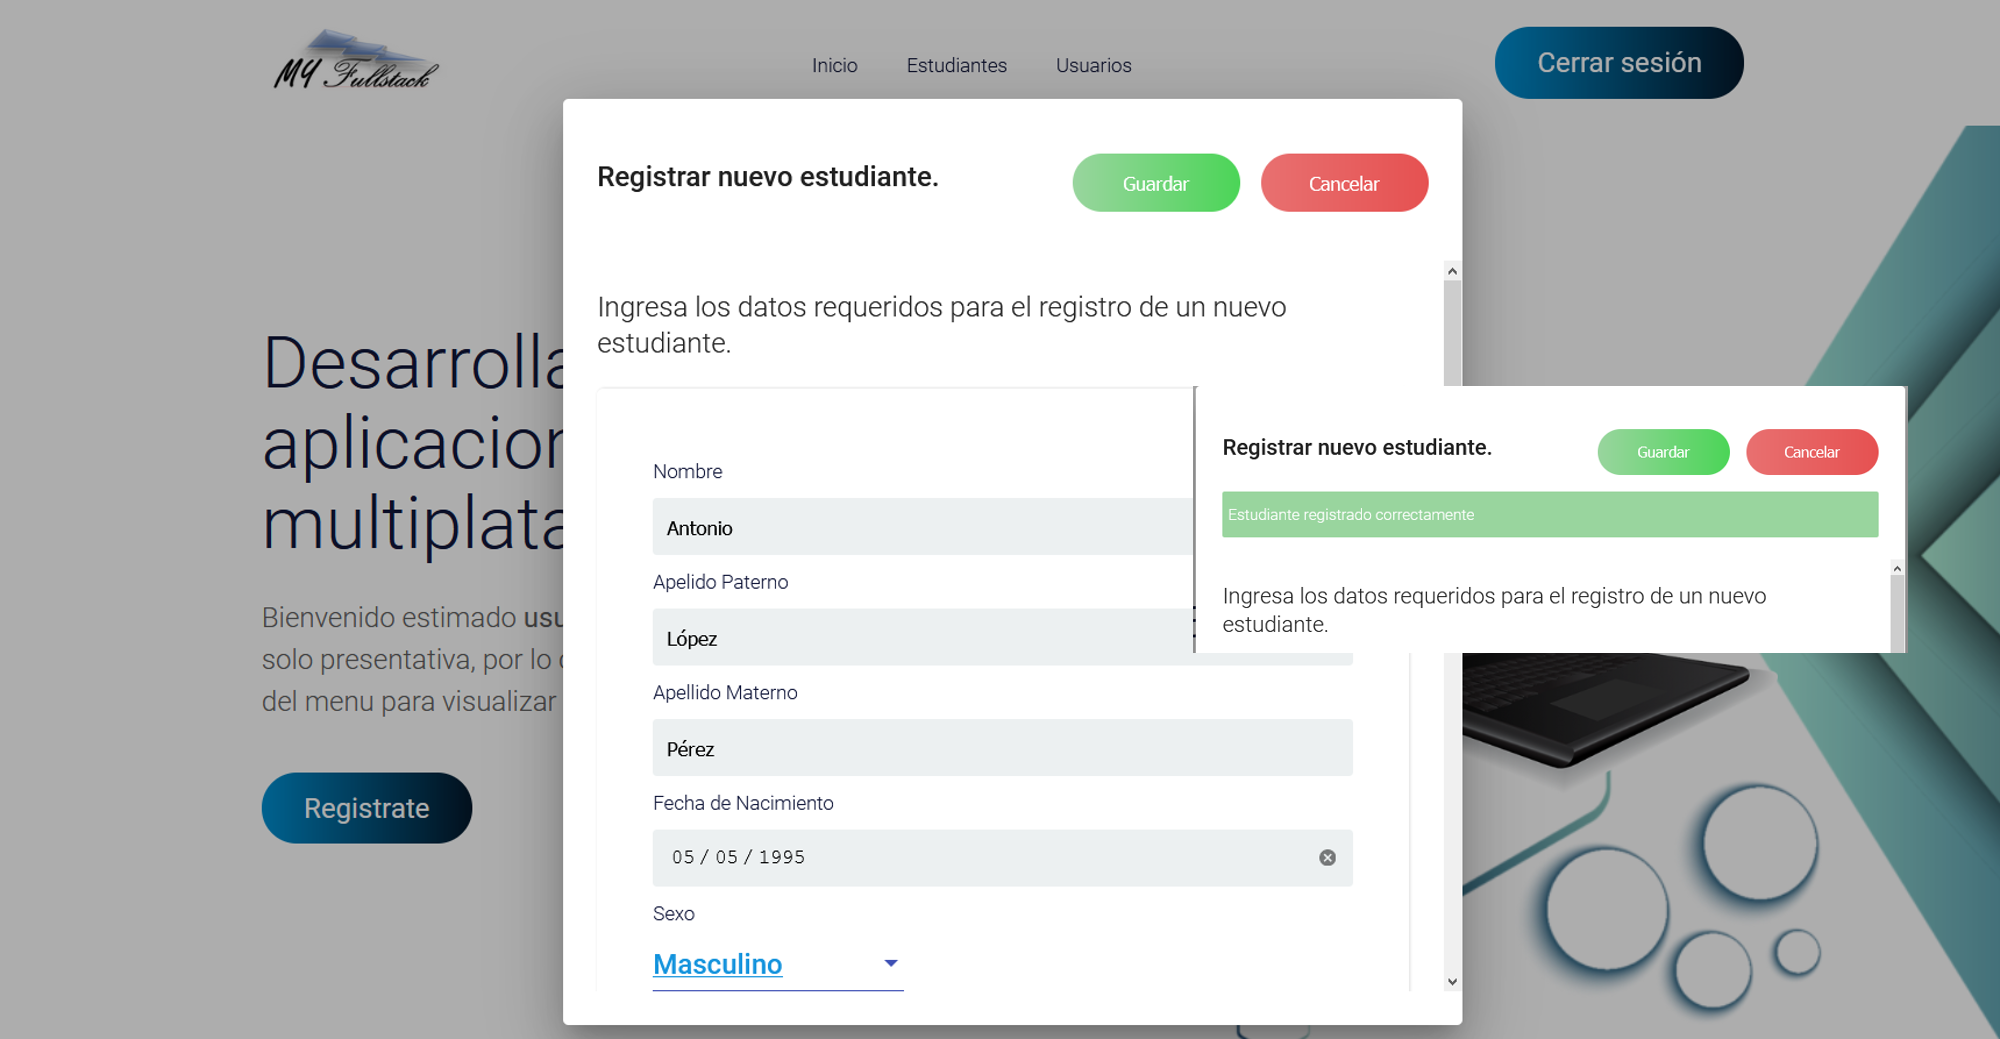 MY Fullstack
Inicio Estudiantes Usuarios
Cerrar sesión
Desarrolla
aplicacion
multiplata
Bienvenido estimado usu
solo presentativa, por lo
del menu para visualizar
Registrate
Registrar nuevo estudiante.
Guardar Cancelar
Ingresa los datos requeridos para el registro de un nuevo
estudiante.
Nombre
Antonio
Apelido Paterno
López
Apellido Materno
Pérez
Fecha de Nacimiento
05 / 05 / 1995
Sexo
Masculino
Registrar nuevo estudiante.
Guardar Cancelar
Estudiante registrado correctamente
Ingresa los datos requeridos para el registro de un nuevo
estudiante.